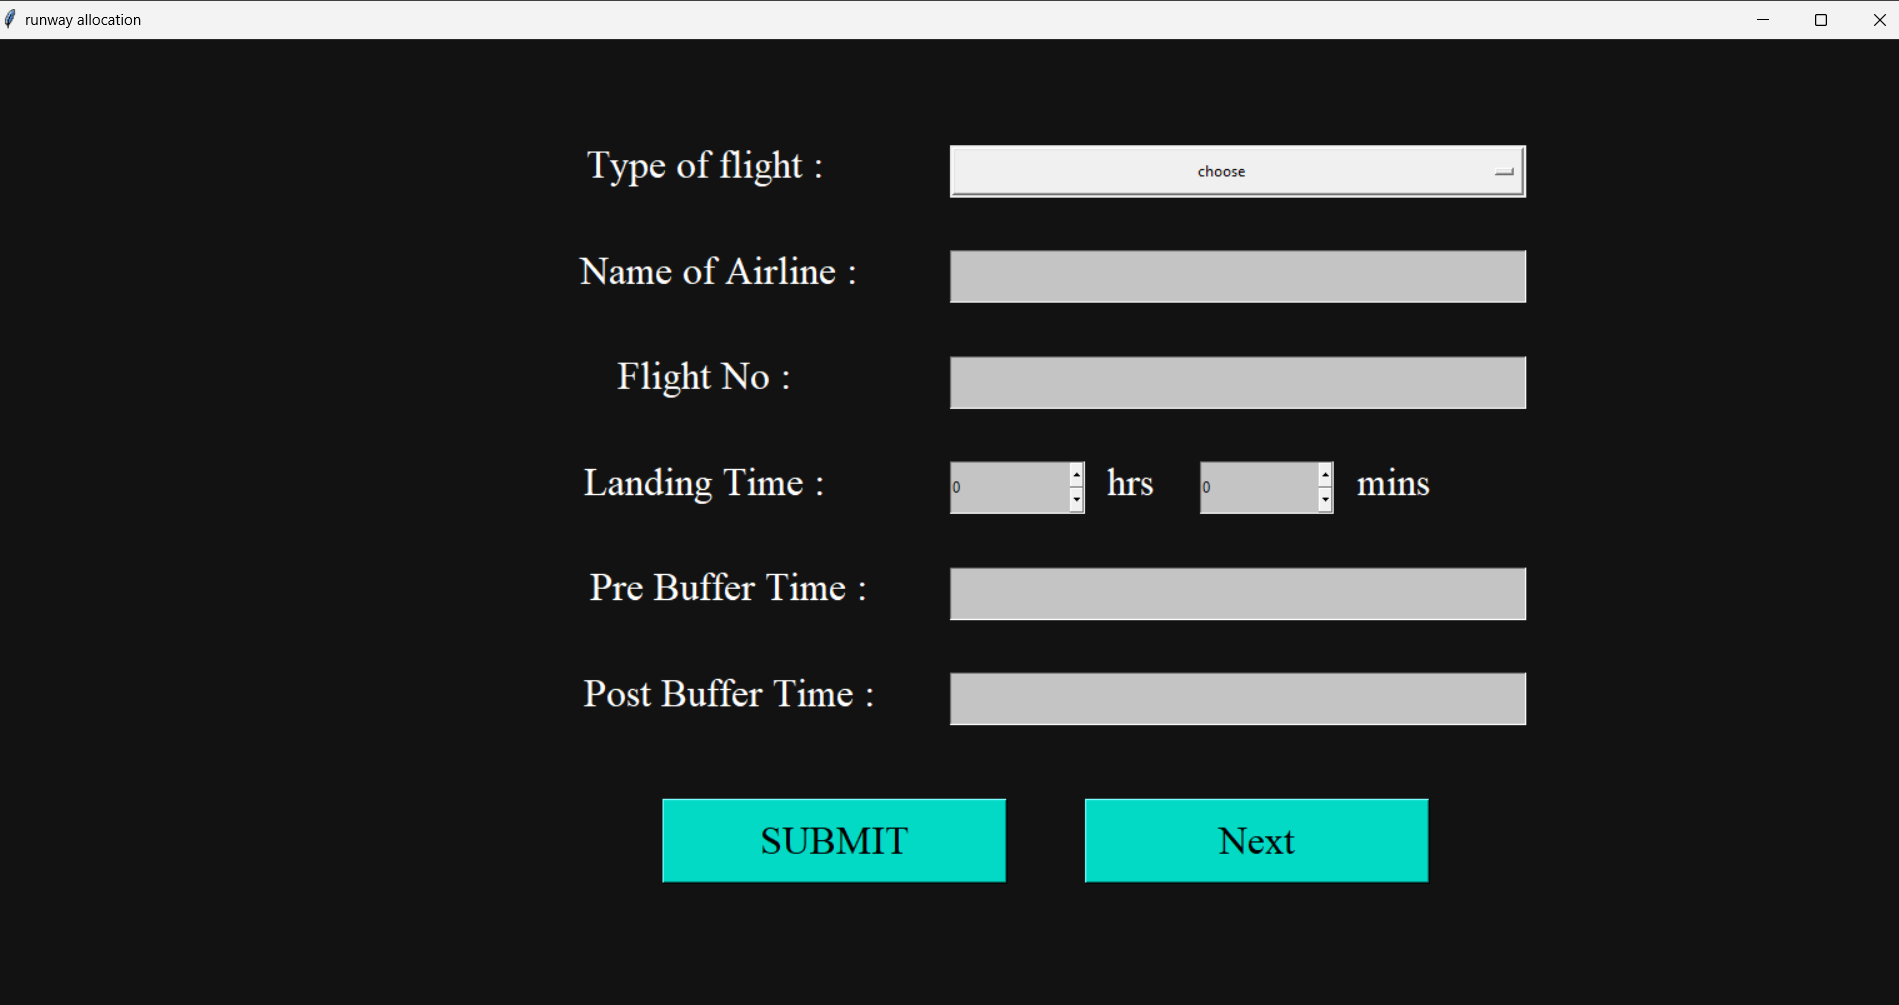 runway allocation
Type of flight : choose
Name of Airline :
Flight No :
Landing Time : 0 hrs 0 mins
Pre Buffer Time :
Post Buffer Time :
SUBMIT Next